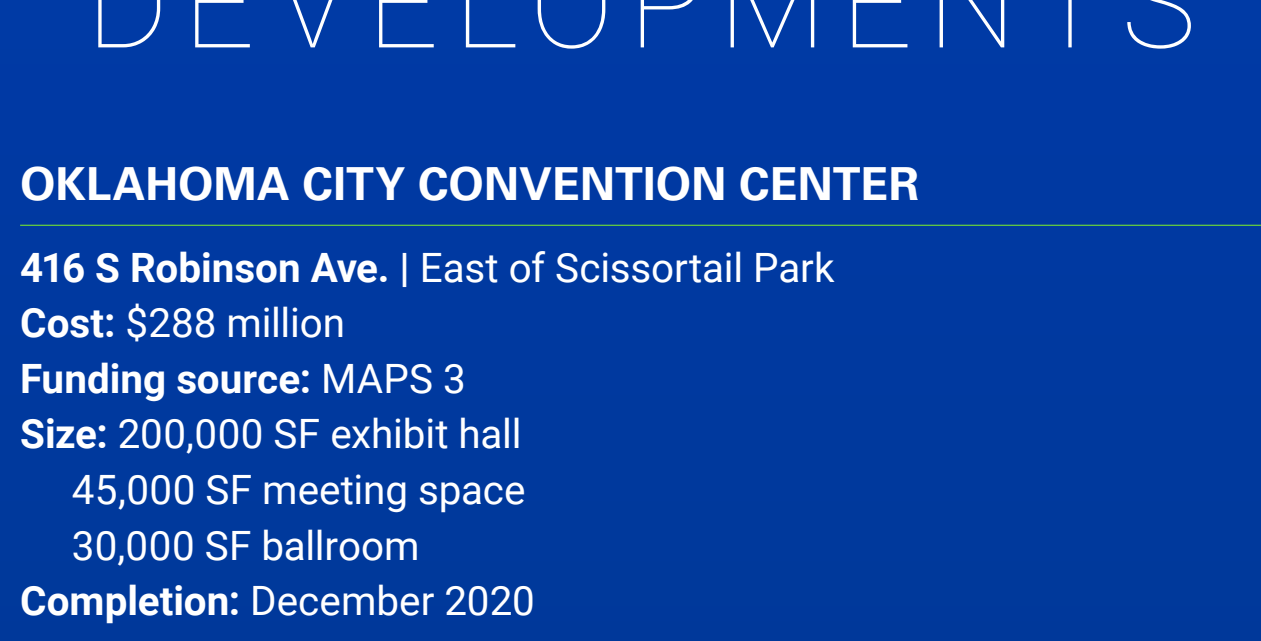 DEVELOPMENTS
OKLAHOMA CITY CONVENTION CENTER
416 S Robinson Ave. | East of Scissortail Park
Cost: $288 million
Funding source: MAPS 3
Size: 200,000 SF exhibit hall
45,000 SF meeting space
30,000 SF ballroom
Completion: December 2020